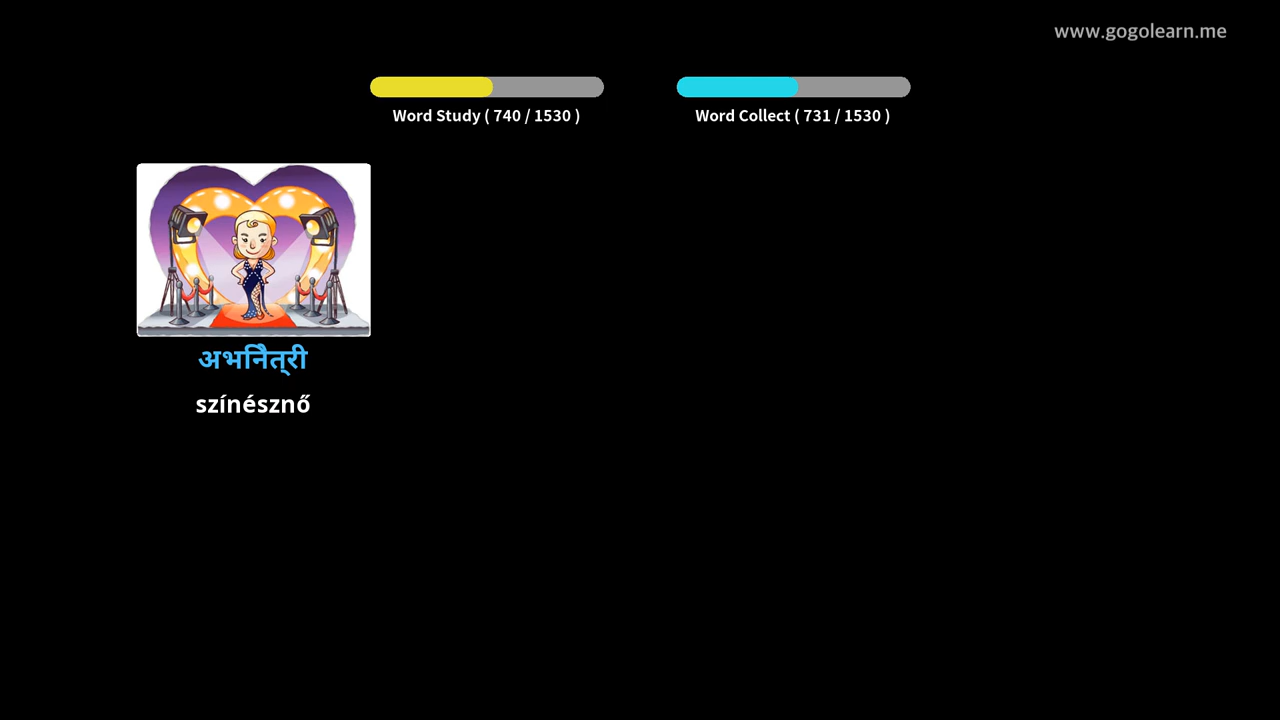 www.gogolearn.me
Word Study ( 740 / 1530 )
Word Collect ( 731 / 1530 )
अभिनेत्री
színésznő